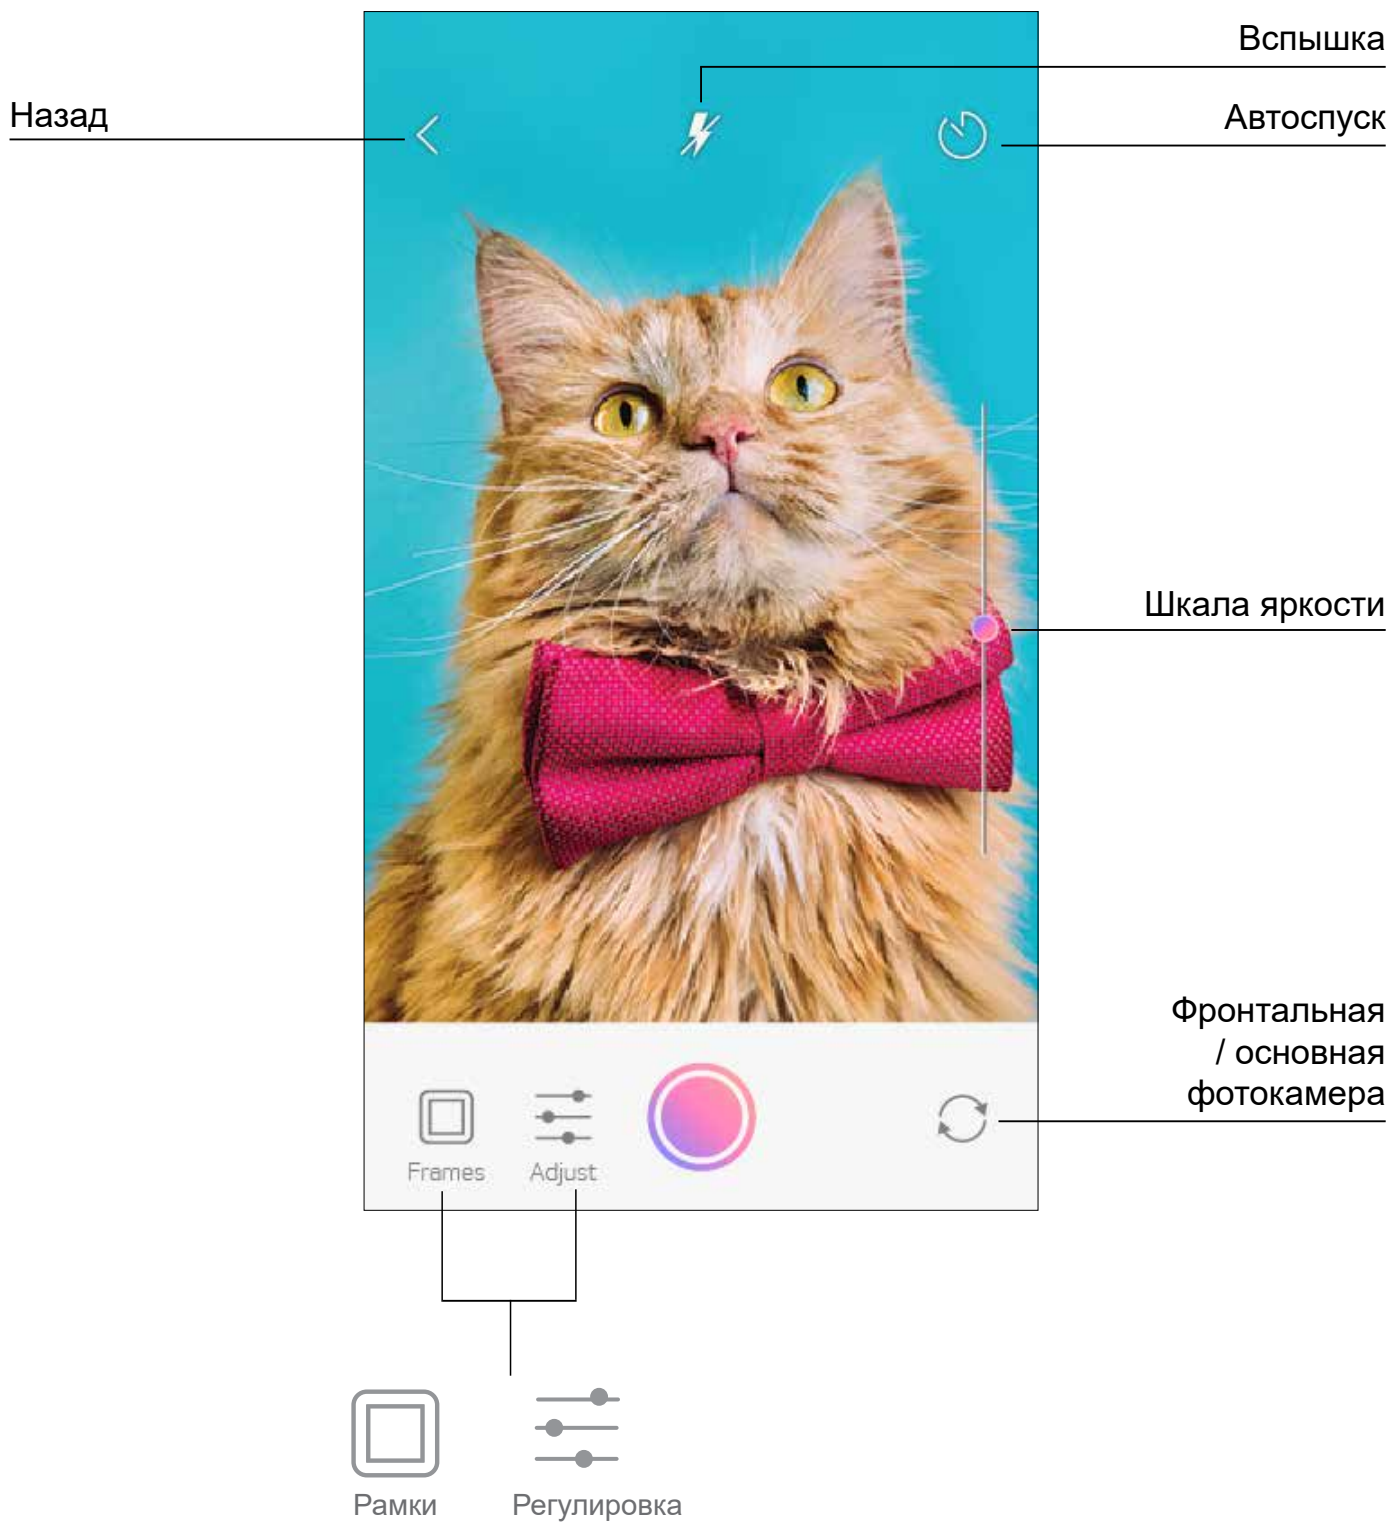 Вспышка
Назад
Автоспуск
Шкала яркости
Фронтальная
/ основная
фотокамера
Frames
Adjust
Рамки
Регулировка